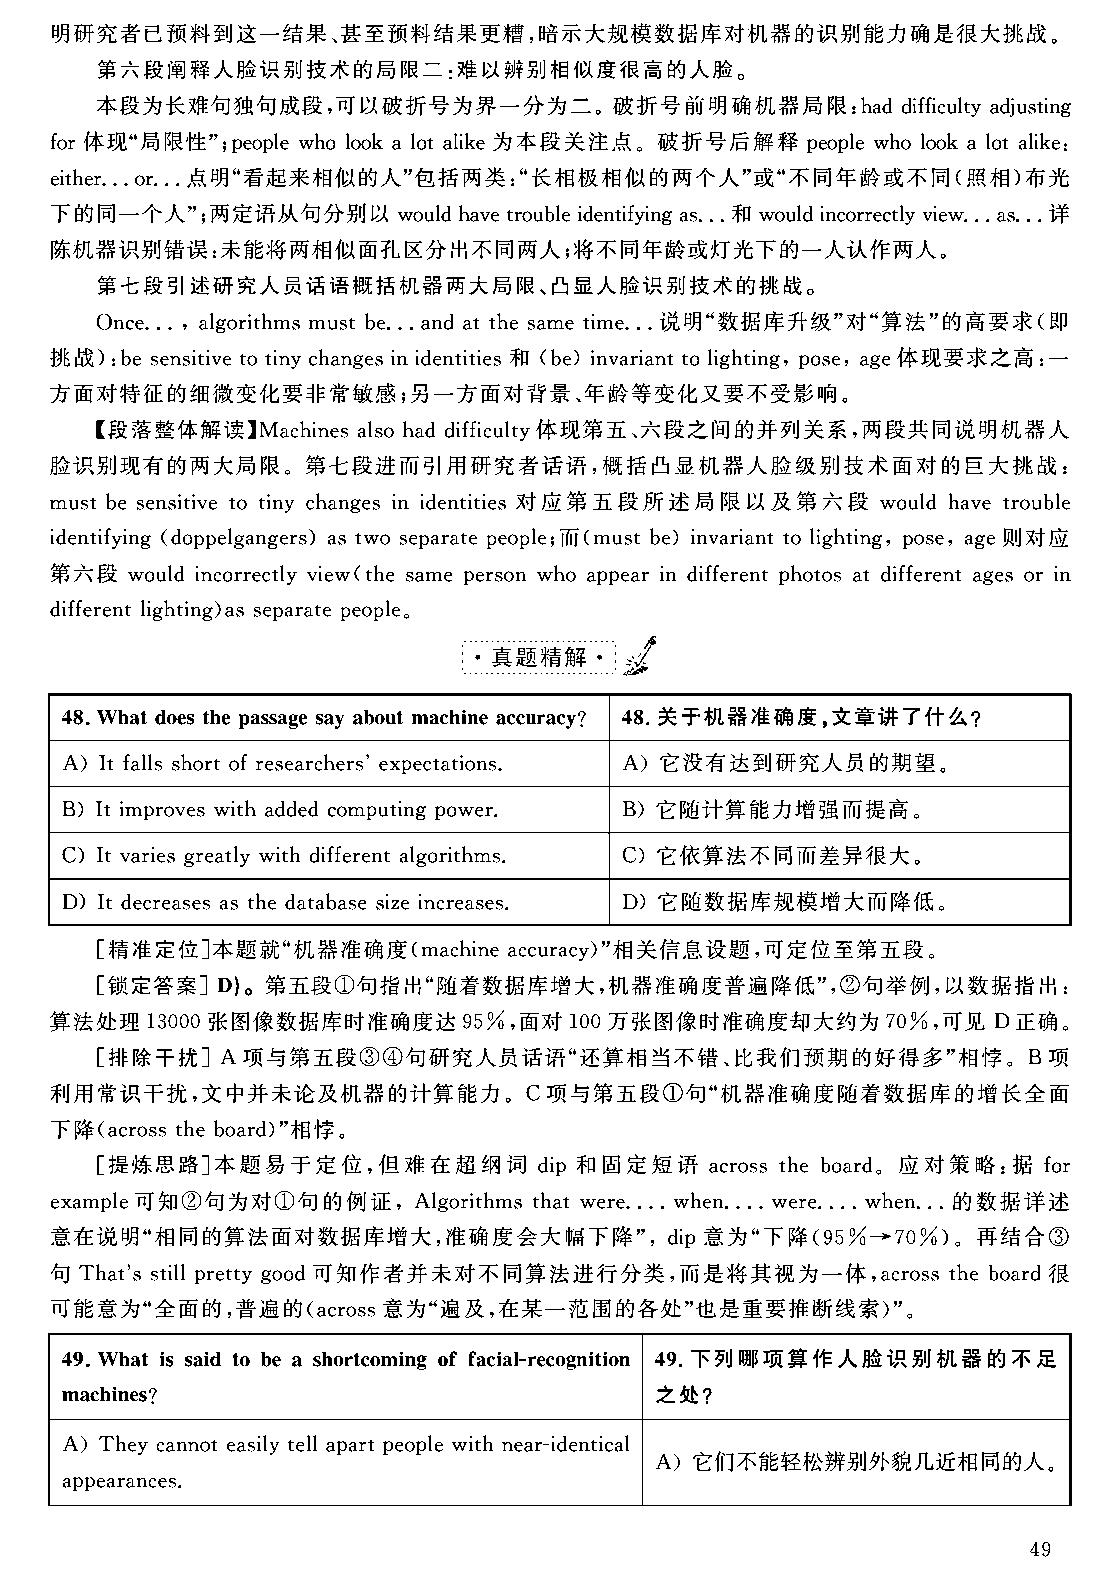 明研究者已预料到这一结果、甚至预料结果更糟,暗示大规模数据库对机器的识别能力确是很大挑战。
第六段阐释人脸识别技术的局限二:难以辨别相似度很高的人脸。
本段为长难句独句成段,可以破折号为界一分为二。破折号前明确机器局限:had difficulty adjusting
for 体现“局限性”;people who look a lot alike 为本段关注点。破折号后解释 people who look a lot alike:
either...or...点明“看起来相似的人”包括两类:“长相极相似的两个人”或“不同年龄或不同(照相)布光
下的同一个人”;两定语从句分别以 would have trouble identifying as...和 would incorrectly view...as...详
陈机器识别错误:未能将两相似面孔区分出不同两人;将不同年龄或灯光下的一人认作两人。
第七段引述研究人员话语概括机器两大局限、凸显人脸识别技术的挑战。
Once...,algorithms must be...and at the same time...说明“数据库升级”对“算法”的高要求(即
挑战):be sensitive to tiny changes in identities 和 (be) invariant to lighting, pose, age 体现要求之高:一
方面对特征的细微变化要非常敏感;另一方面对背景、年龄等变化又要不受影响。
【段落整体解读】Machines also had difficulty 体现第五、六段之间的并列关系,两段共同说明机器人
脸识别现有的两大局限。第七段进而引用研究者话语,概括凸显机器人脸级别技术面对的巨大挑战:
must be sensitive to tiny changes in identities 对应第五段所述局限以及第六段 would have trouble
identifying (doppelgangers) as two separate people;而(must be) invariant to lighting, pose, age 则对应
第六段 would incorrectly view(the same person who appear in different photos at different ages or in
different lighting)as separate people。
·真题精解·
48. What does the passage say about machine accuracy?
48. 关于机器准确度,文章讲了什么?
A) It falls short of researchers' expectations.
A) 它没有达到研究人员的期望。
B) It improves with added computing power.
B) 它随计算能力增强而提高。
C) It varies greatly with different algorithms.
C) 它依算法不同而差异很大。
D) It decreases as the database size increases.
D) 它随数据库规模增大而降低。
[精准定位]本题就“机器准确度(machine accuracy)”相关信息设题,可定位至第五段。
[锁定答案] D)。第五段①句指出“随着数据库增大,机器准确度普遍降低”,②句举例,以数据指出:
算法处理 13000 张图像数据库时准确度达 95%,面对 100 万张图像时准确度却大约为 70%,可见 D 正确。
[排除干扰] A 项与第五段③④句研究人员话语“还算相当不错、比我们预期的好得多”相悖。B 项
利用常识干扰,文中并未论及机器的计算能力。C 项与第五段①句“机器准确度随着数据库的增长全面
下降(across the board)”相悖。
[提炼思路]本题易于定位,但难在超纲词 dip 和固定短语 across the board。应对策略:据 for
example 可知②句为对①句的例证, Algorithms that were.... when.... were.... when...的数据详述
意在说明“相同的算法面对数据库增大,准确度会大幅下降”, dip 意为“下降(95%→70%)。再结合③
句 That's still pretty good 可知作者并未对不同算法进行分类,而是将其视为一体,across the board 很
可能意为“全面的,普遍的(across 意为“遍及,在某一范围的各处”也是重要推断线索)”。
49. What is said to be a shortcoming of facial-recognition
machines?
49. 下列哪项算作人脸识别机器的不足
之处?
A) They cannot easily tell apart people with near-identical
appearances.
A) 它们不能轻松辨别外貌几近相同的人。
49